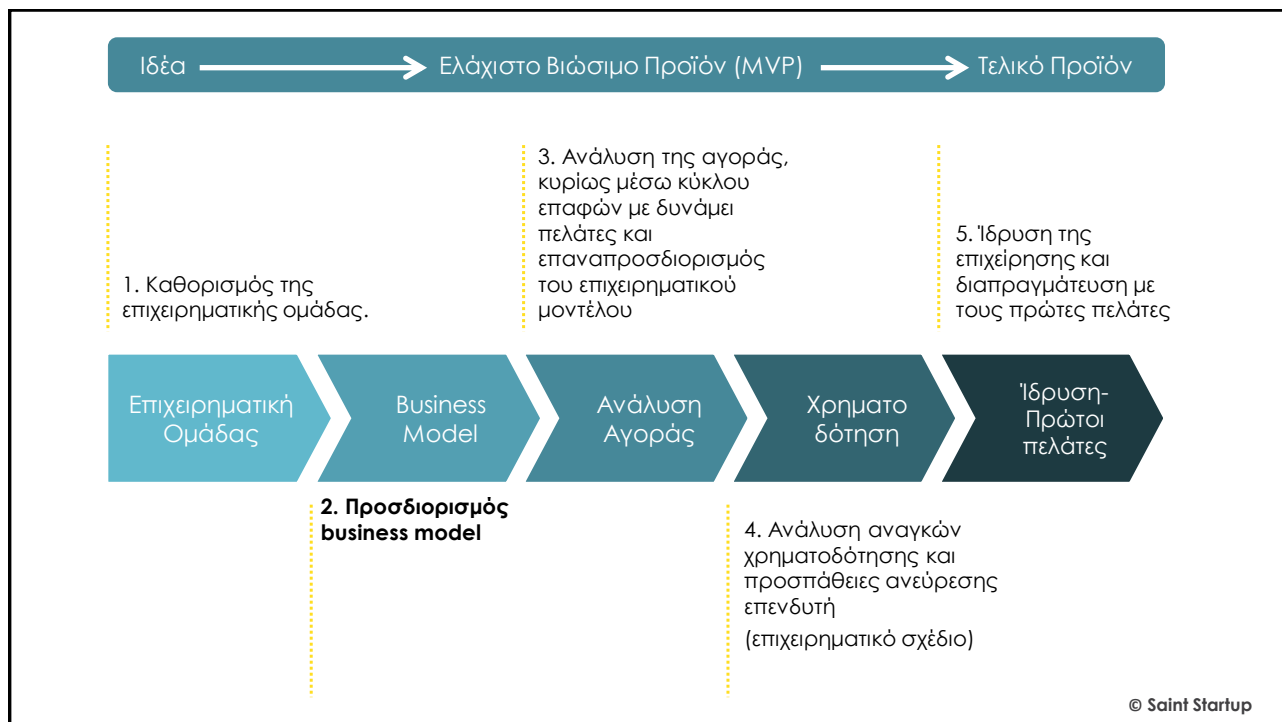 Ιδέα Ελάχιστο Βιώσιμο Προϊόν (MVP) Τελικό Προϊόν
1. Καθορισμός της
επιχειρηματικής ομάδας.
3. Ανάλυση της αγοράς,
κυρίως μέσω κύκλου
επαφών με δυνάμει
πελάτες και
επαναπροσδιορισμός
του επιχειρηματικού
μοντέλου
5. Ίδρυση της
επιχείρησης και
διαπραγμάτευση με
τους πρώτες πελάτες
Επιχειρηματική
Ομάδας
Business
Model
Ανάλυση
Αγοράς
Χρηματο
δότηση
Ίδρυση-
Πρώτοι
πελάτες
2. Προσδιορισμός
business model
4. Ανάλυση αναγκών
χρηματοδότησης και
προσπάθειες ανεύρεσης
επενδυτή
(επιχειρηματικό σχέδιο)
© Saint Startup